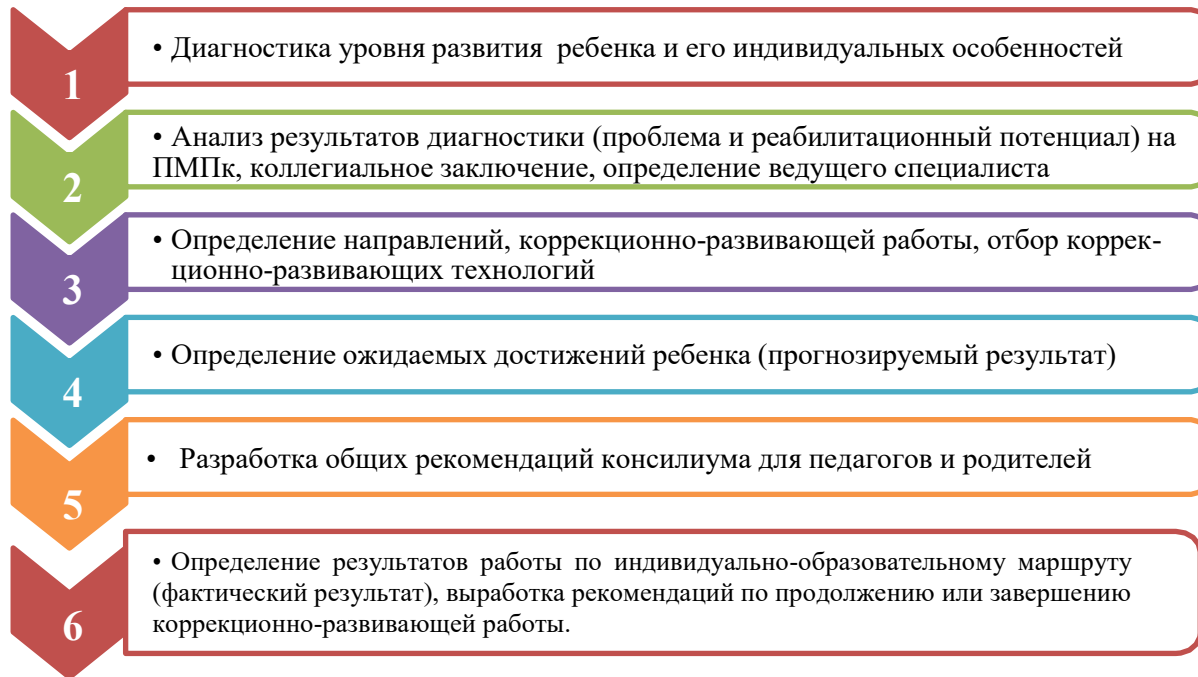 1
• Диагностика уровня развития ребенка и его индивидуальных особенностей
2
• Анализ результатов диагностики (проблема и реабилитационный потенциал) на
ПМПк, коллегиальное заключение, определение ведущего специалиста
3
• Определение направлений, коррекционно-развивающей работы, отбор коррек-
ционно-развивающих технологий
4
• Определение ожидаемых достижений ребенка (прогнозируемый результат)
5
• Разработка общих рекомендаций консилиума для педагогов и родителей
6
• Определение результатов работы по индивидуально-образовательному маршруту
(фактический результат), выработка рекомендаций по продолжению или завершению
коррекционно-развивающей работы.